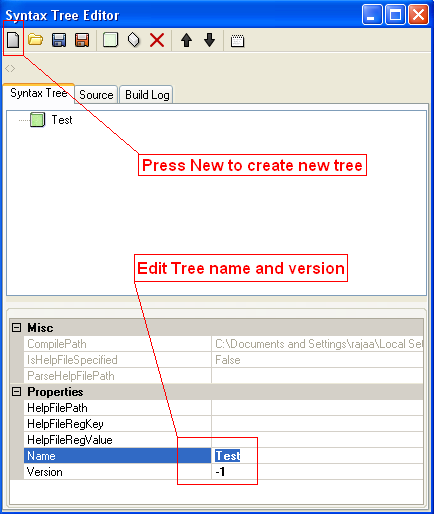 Syntax Tree Editor
<>
Syntax Tree Source Build Log
Test
Press New to create new tree
Edit Tree name and version
Misc
CompilePath C:\Documents and Settings\rajaa\Local Set
IsHelpFileSpecified False
ParseHelpFilePath
Properties
HelpFilePath
HelpFileRegKey
HelpFileRegValue
Name Test
Version -1